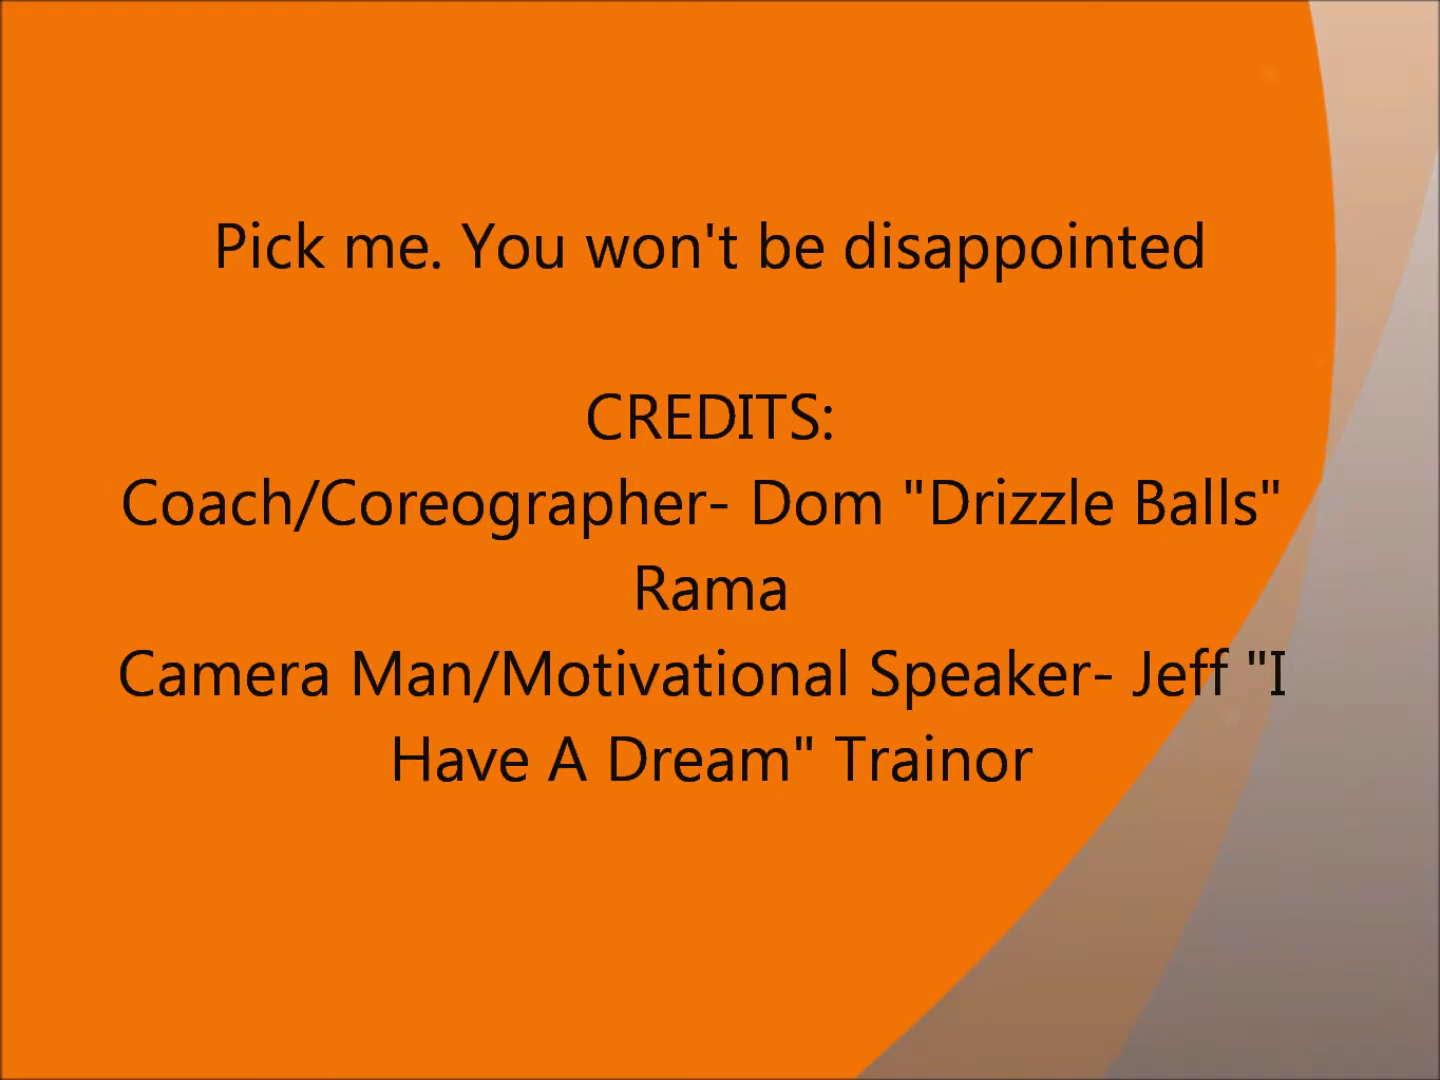 Pick me. You won't be disappointed
CREDITS:
Coach/Coreographer- Dom "Drizzle Balls"
Rama
Camera Man/Motivational Speaker- Jeff "I
Have A Dream" Trainor